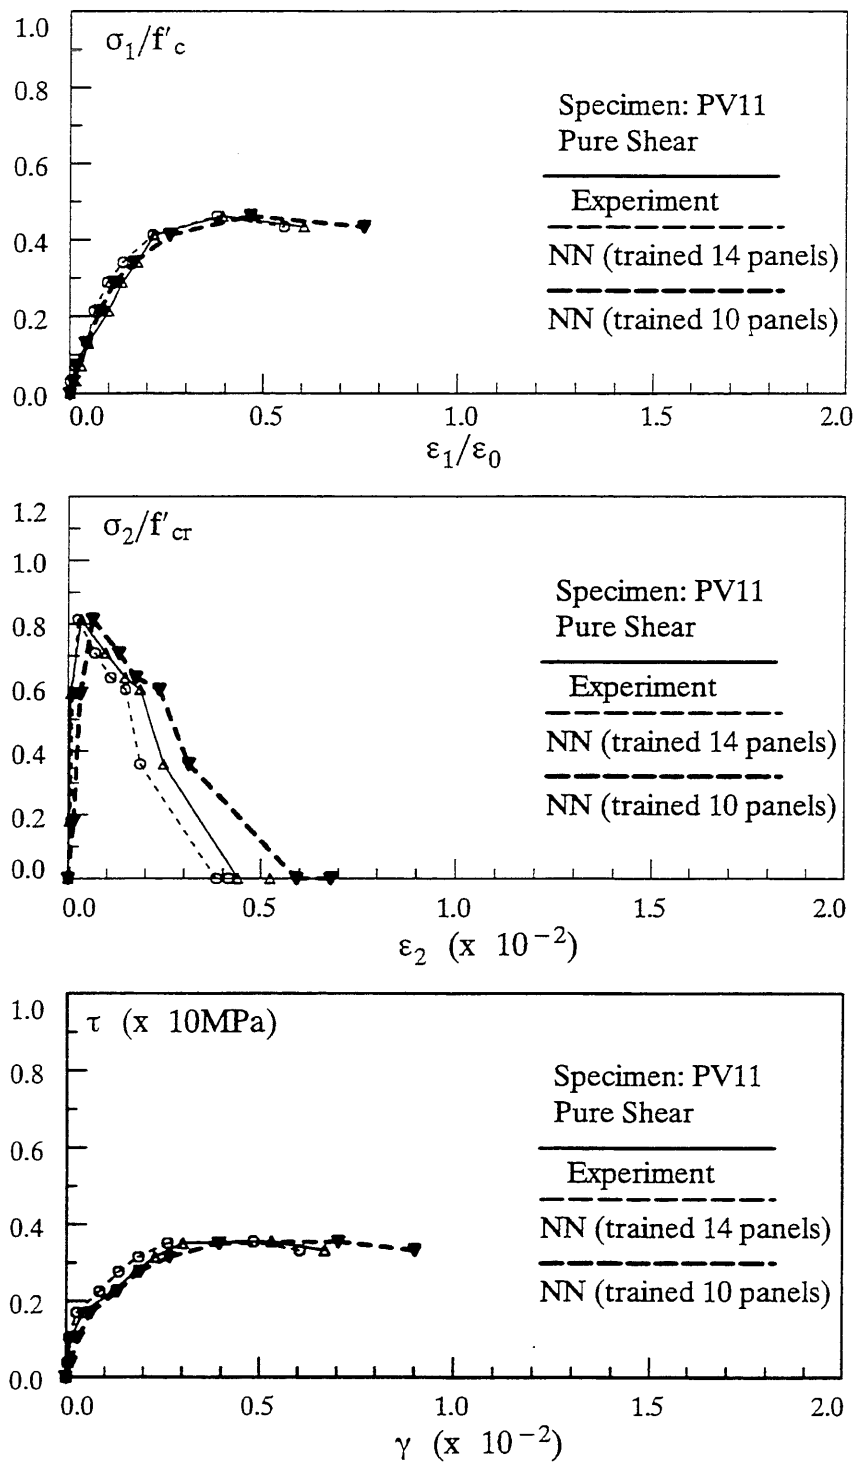 σ₁/f'c
1.0
0.8
0.6
0.4
0.2
0.0
Specimen: PV11
Pure Shear
Experiment
NN (trained 14 panels)
NN (trained 10 panels)
0.0 0.5 1.0 1.5 2.0
ε₁/ε₀
σ₂/f'cr
1.2
1.0
0.8
0.6
0.4
0.2
0.0
Specimen: PV11
Pure Shear
Experiment
NN (trained 14 panels)
NN (trained 10 panels)
0.0 0.5 1.0 1.5 2.0
ε₂ (x 10⁻²)
τ (x 10MPa)
1.0
0.8
0.6
0.4
0.2
0.0
Specimen: PV11
Pure Shear
Experiment
NN (trained 14 panels)
NN (trained 10 panels)
0.0 0.5 1.0 1.5 2.0
γ (x 10⁻²)